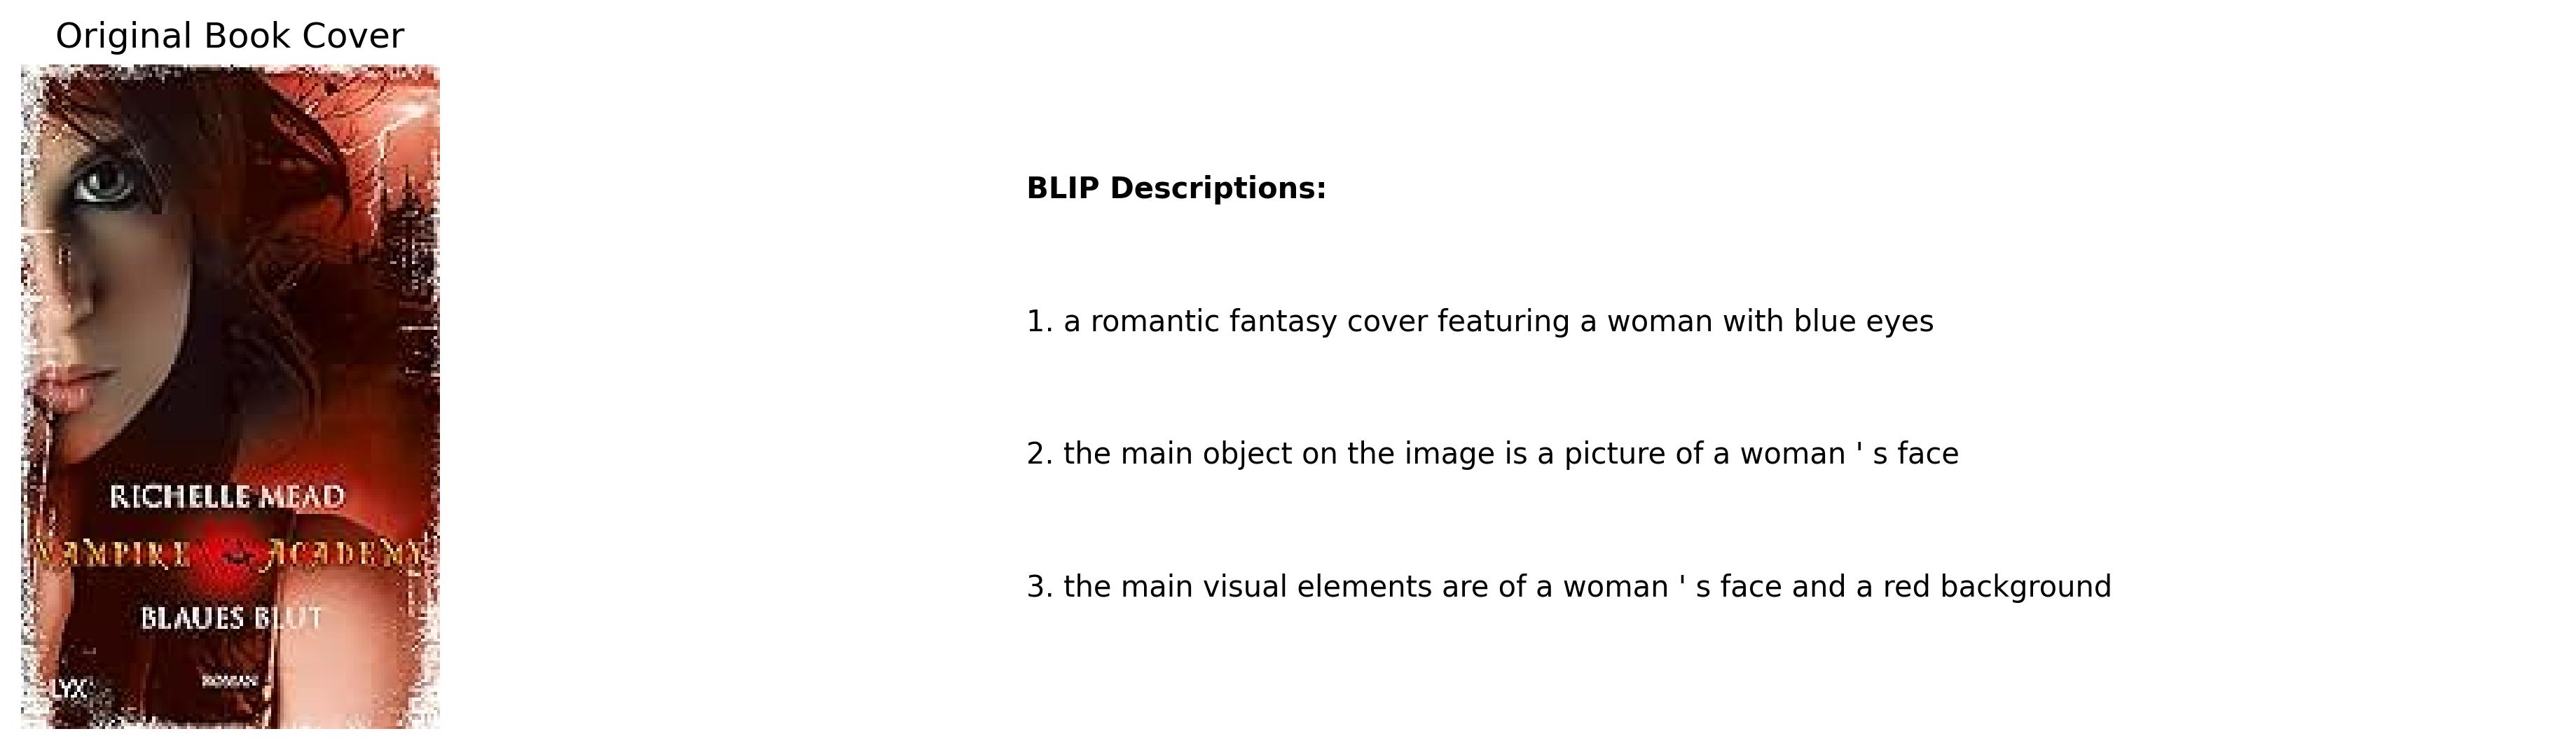 Original Book Cover
RICHELLE MEAD
VAMPIRE ACADEMY
BLAUES BLUT
ROMAN
LYX
BLIP Descriptions:
1. a romantic fantasy cover featuring a woman with blue eyes
2. the main object on the image is a picture of a woman ' s face
3. the main visual elements are of a woman ' s face and a red background